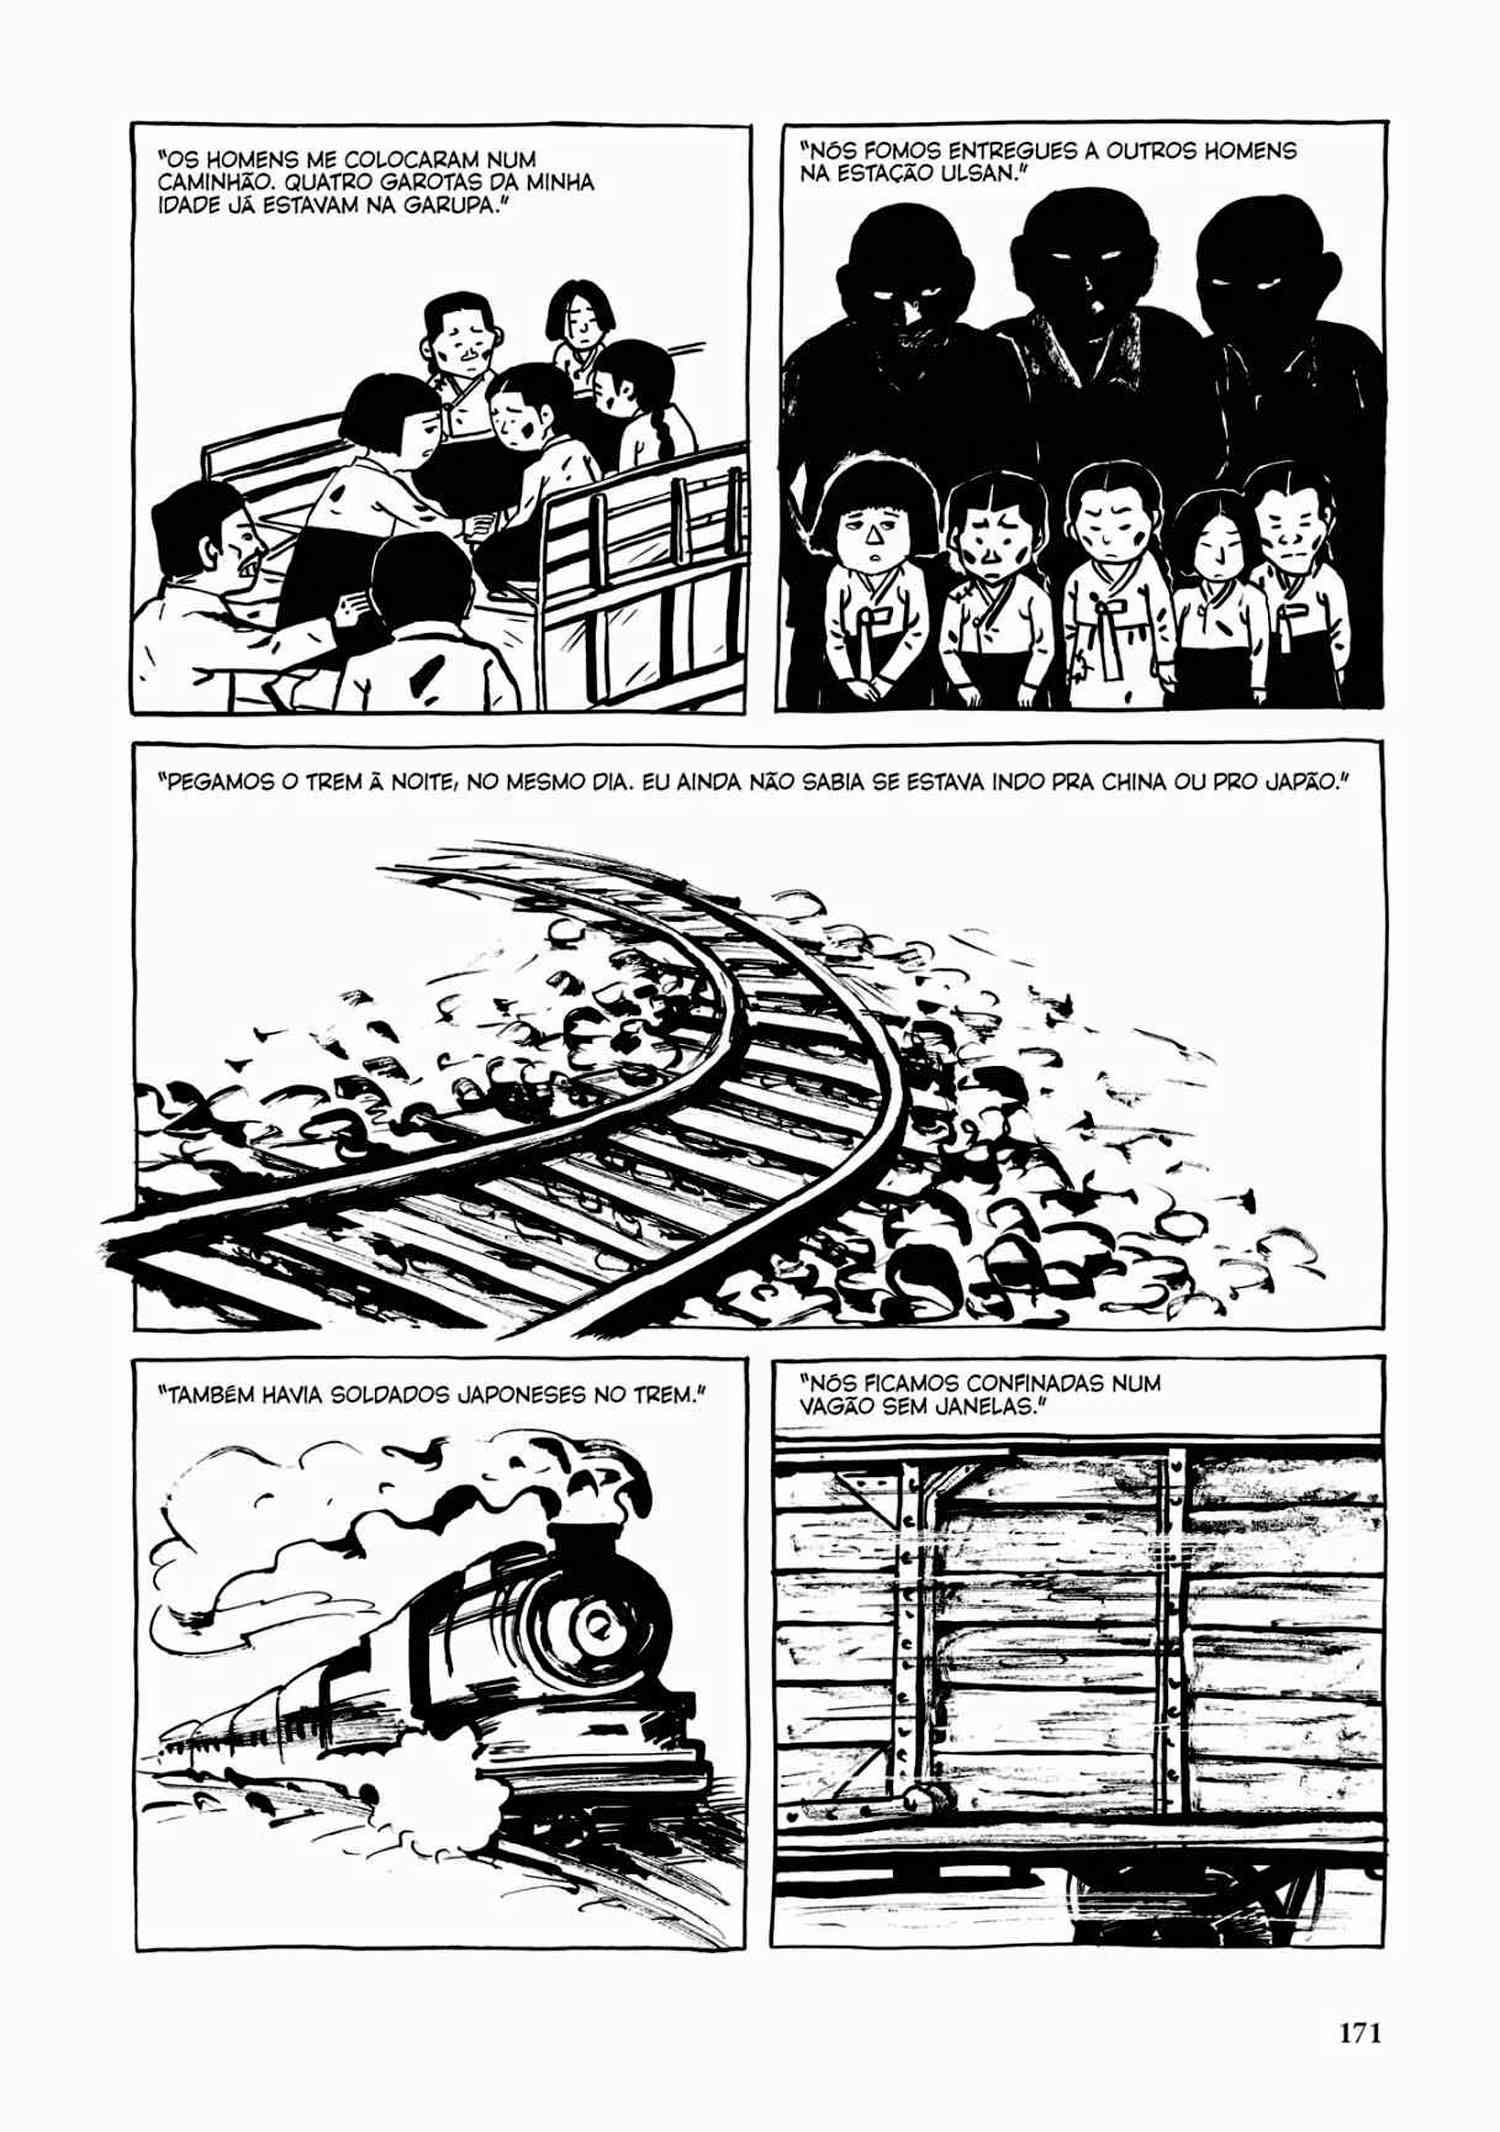 "OS HOMENS ME COLOCARAM NUM
CAMINHÃO. QUATRO GAROTAS DA MINHA
IDADE JÁ ESTAVAM NA GARUPA."
"NÓS FOMOS ENTREGUES A OUTROS HOMENS
NA ESTAÇÃO ULSAN."
"PEGAMOS O TREM À NOITE, NO MESMO DIA. EU AINDA NÃO SABIA SE ESTAVA INDO PRA CHINA OU PRO JAPÃO."
"TAMBÉM HAVIA SOLDADOS JAPONESES NO TREM."
"NÓS FICAMOS CONFINADAS NUM
VAGÃO SEM JANELAS."
171